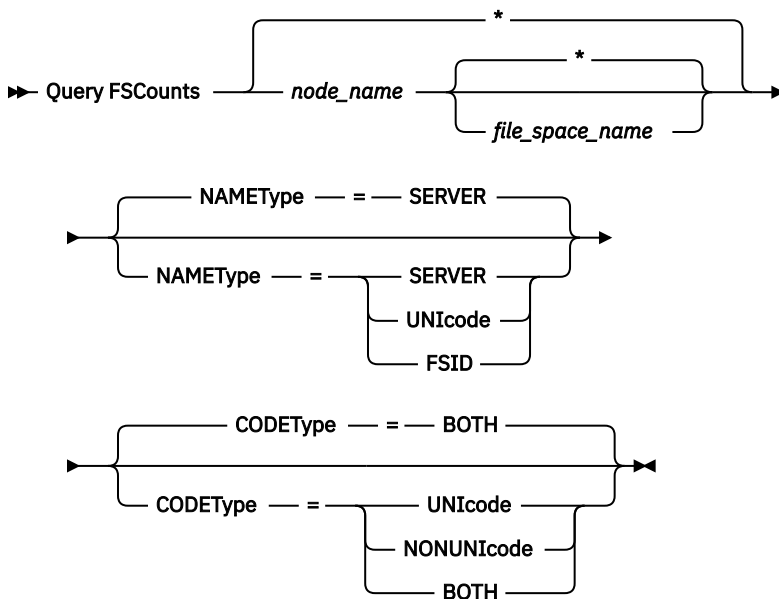 *
*
Query FSCounts node_name
file_space_name
NAMEType = SERVER
NAMEType = SERVER
UNIcode
FSID
CODEType = BOTH
CODEType = UNIcode
NONUNIcode
BOTH